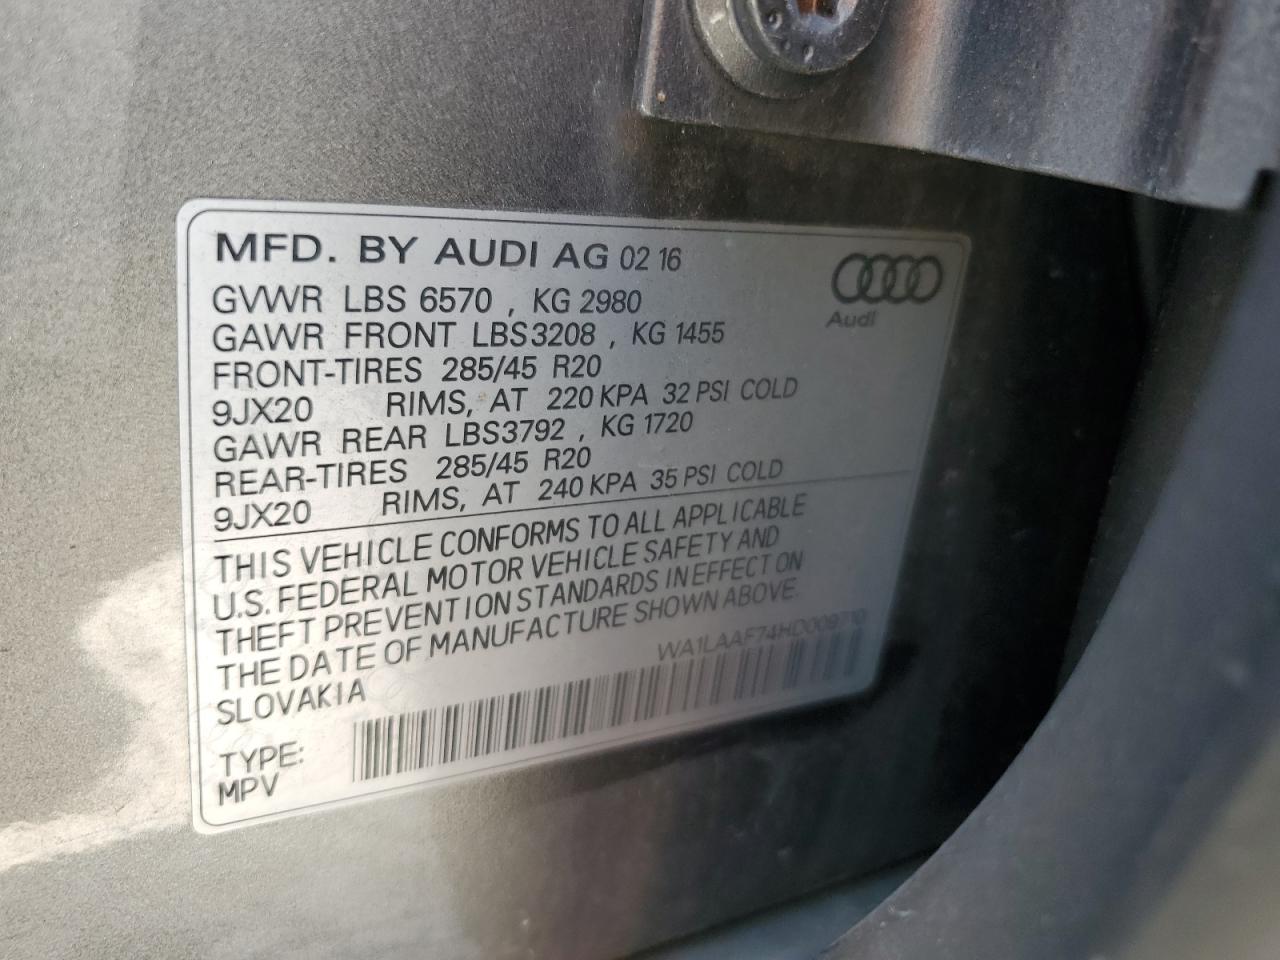 MFD. BY AUDI AG 02 16
GVWR LBS 6570 , KG 2980
GAWR FRONT LBS3208 , KG 1455
FRONT-TIRES 285/45 R20
9JX20 RIMS, AT 220 KPA 32 PSI COLD
GAWR REAR LBS3792 , KG 1720
REAR-TIRES 285/45 R20
9JX20 RIMS, AT 240 KPA 35 PSI COLD
Audi
THIS VEHICLE CONFORMS TO ALL APPLICABLE
U.S. FEDERAL MOTOR VEHICLE SAFETY AND
THEFT PREVENTION STANDARDS IN EFFECT ON
THE DATE OF MANUFACTURE SHOWN ABOVE.
SLOVAKIA
WA1LAAF74HD009710
TYPE:
MPV